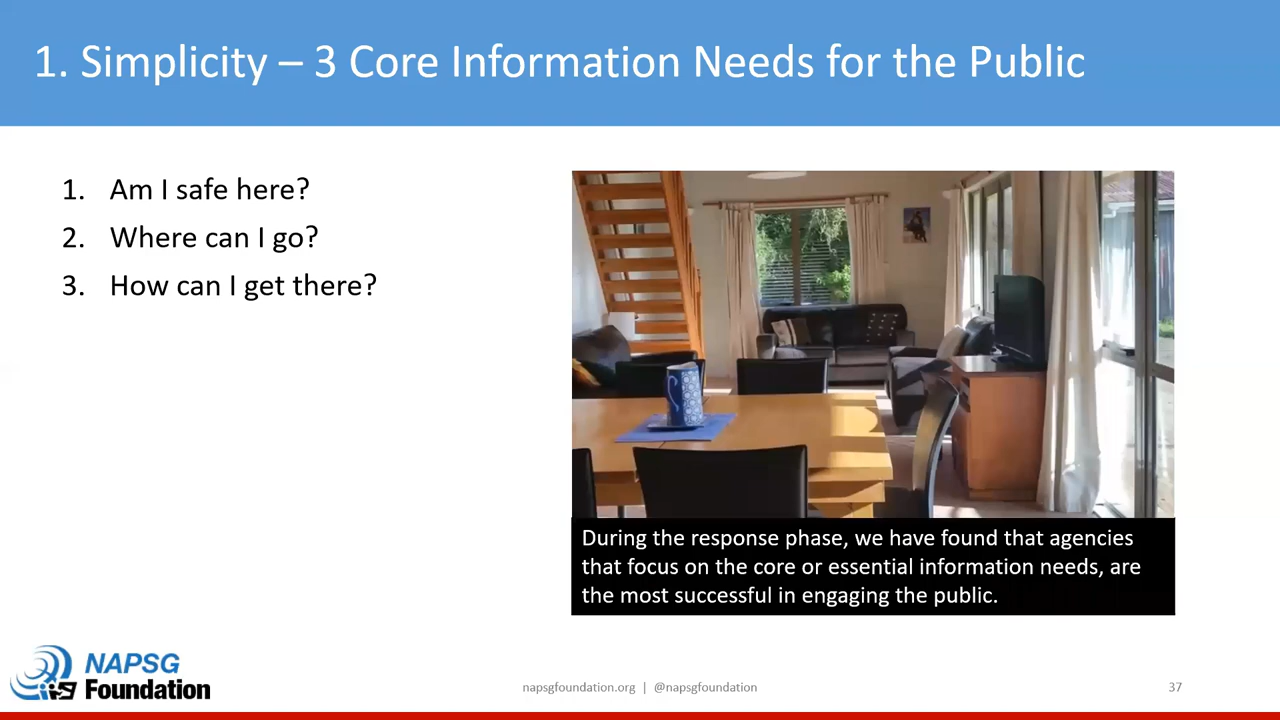 1. Simplicity – 3 Core Information Needs for the Public
1. Am I safe here?
2. Where can I go?
3. How can I get there?
During the response phase, we have found that agencies
that focus on the core or essential information needs, are
the most successful in engaging the public.
NAPSG
Foundation
napsgfoundation.org | @napsgfoundation
37